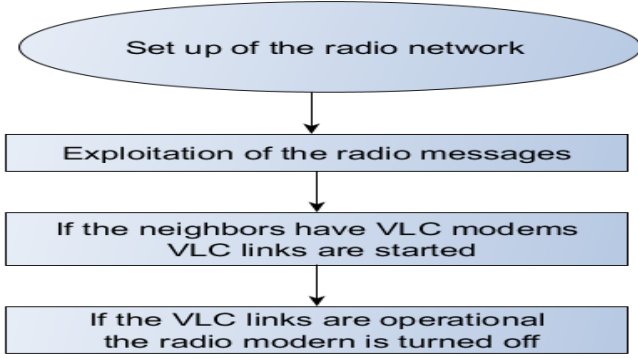 Set up of the radio network
Exploitation of the radio messages
If the neighbors have VLC modems
VLC links are started
If the VLC links are operational
the radio modern is turned off